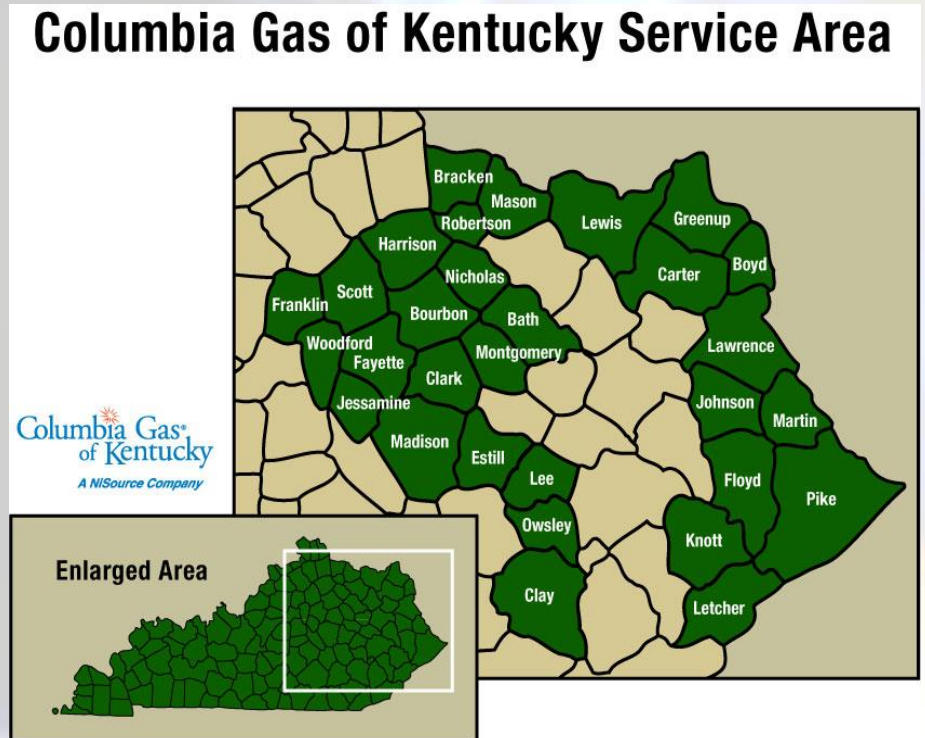 Columbia Gas of Kentucky Service Area
Bracken
Mason
Robertson
Lewis
Greenup
Harrison
Boyd
Carter
Nicholas
Scott
Franklin
Bourbon
Bath
Woodford
Lawrence
Montgomery
Fayette
Clark
Jessamine
Johnson
Martin
Madison
Estill
Lee
Floyd
Pike
Owsley
Knott
Clay
Letcher
Columbia Gas®
of Kentucky
A NiSource Company
Enlarged Area